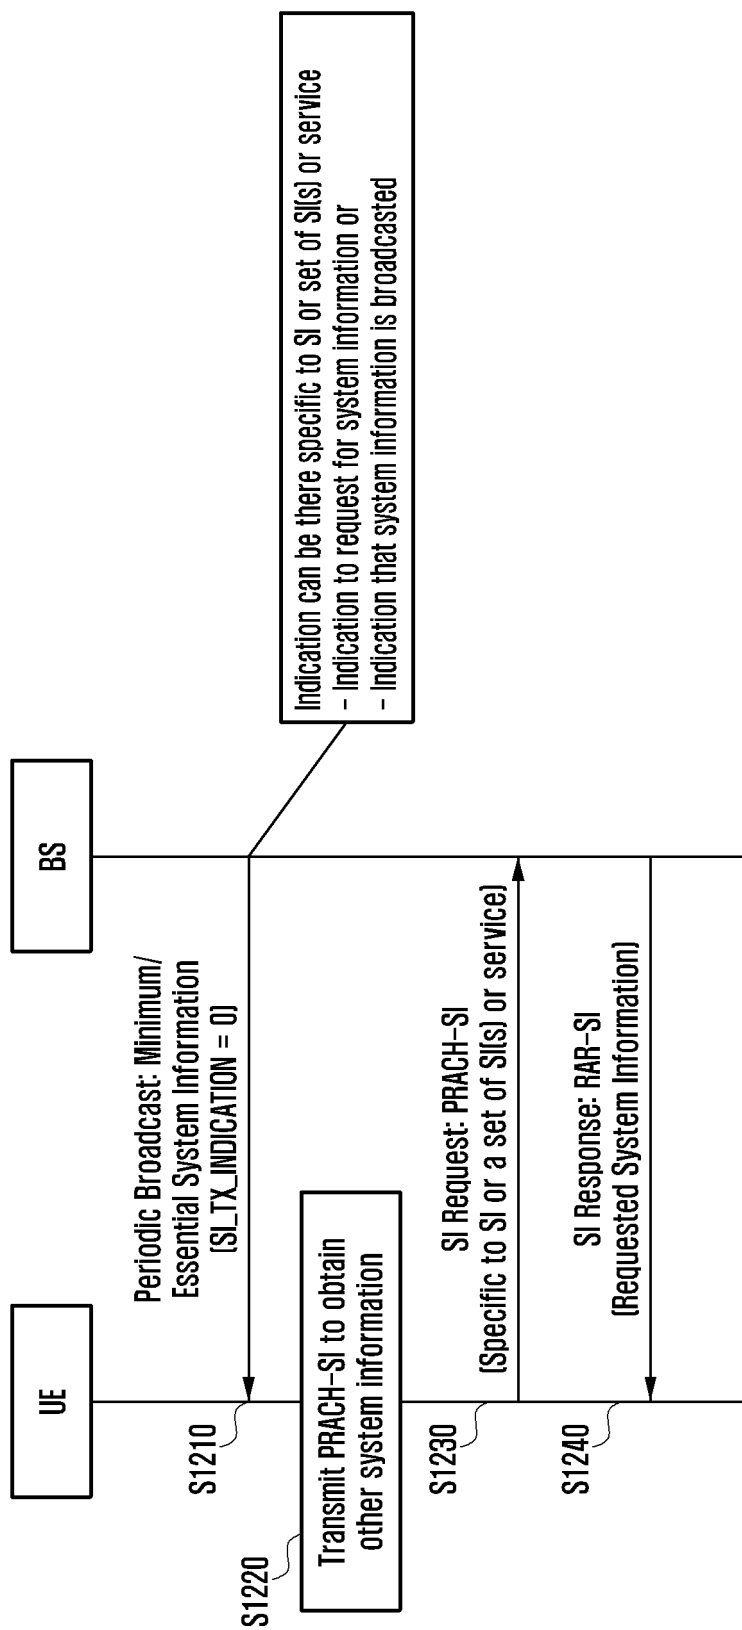 UE
BS
Periodic Broadcast: Minimum/
Essential System Information
(SI_TX_INDICATION = 0)
S1210
Indication can be there specific to SI or set of SI(s) or service
- Indication to request for system information or
- Indication that system information is broadcasted
S1220
Transmit PRACH-SI to obtain
other system information
SI Request: PRACH-SI
(Specific to SI or a set of SI(s) or service)
S1230
SI Response: RAR-SI
(Requested System Information)
S1240